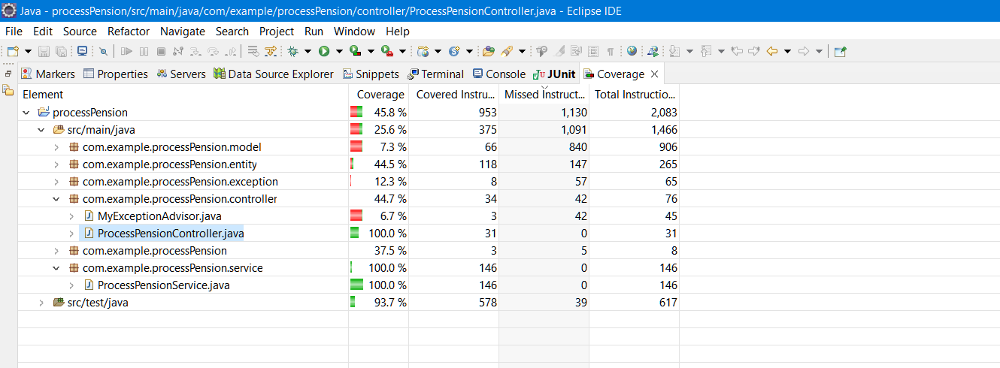 Java - processPension/src/main/java/com/example/processPension/controller/ProcessPensionController.java - Eclipse IDE
File Edit Source Refactor Navigate Search Project Run Window Help
Markers Properties Servers Data Source Explorer Snippets Terminal Console JUnit Coverage
Element Coverage Covered Instru... Missed Instruct... Total Instructio...
processPension 45.8 % 953 1,130 2,083
src/main/java 25.6 % 375 1,091 1,466
com.example.processPension.model 7.3 % 66 840 906
com.example.processPension.entity 44.5 % 118 147 265
com.example.processPension.exception 12.3 % 8 57 65
com.example.processPension.controller 44.7 % 34 42 76
MyExceptionAdvisor.java 6.7 % 3 42 45
ProcessPensionController.java 100.0 % 31 0 31
com.example.processPension 37.5 % 3 5 8
com.example.processPension.service 100.0 % 146 0 146
ProcessPensionService.java 100.0 % 146 0 146
src/test/java 93.7 % 578 39 617